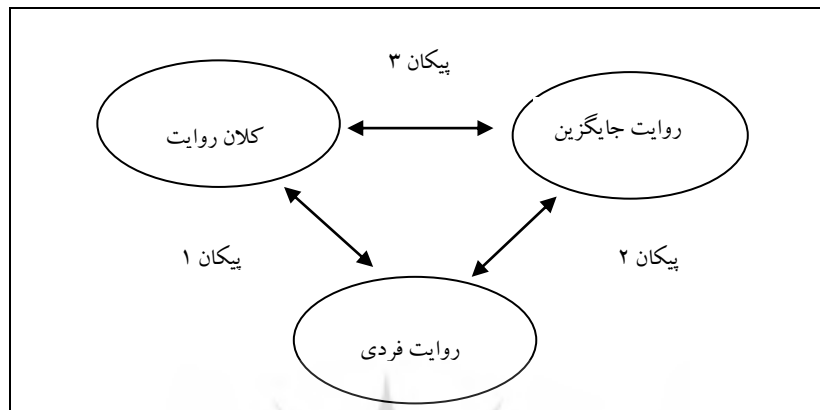 پیکان ۳
روایت جایگزین
کلان روایت
پیکان ۲
پیکان ۱
روایت فردی